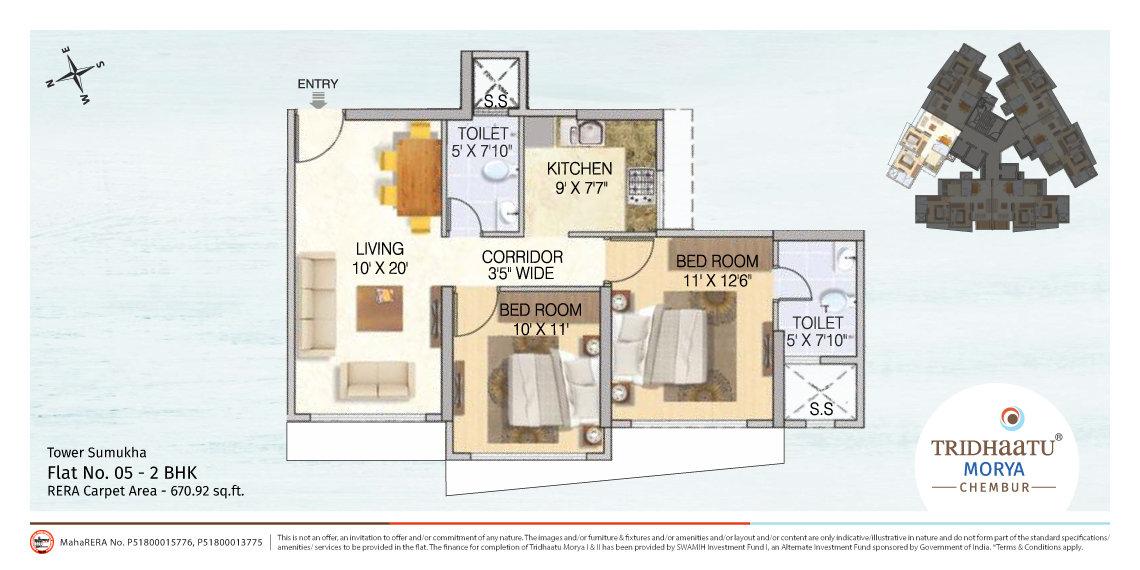 E
S
N
W
ENTRY
S.S
TOILET
5' X 7'10"
KITCHEN
9' X 7'7"
LIVING
10' X 20'
CORRIDOR
3'5" WIDE
BED ROOM
11' X 12'6"
BED ROOM
10' X 11'
TOILET
5' X 7'10"
S.S
Tower Sumukha
Flat No. 05 - 2 BHK
RERA Carpet Area - 670.92 sq.ft.
TRIDHaaTU®
MORYA
CHEMBUR
MahaRERA No. P51800015776, P51800013775
This is not an offer, an invitation to offer and/or commitment of any nature. The images and/or furniture & fixtures and/or amenities and/or layout and/or content are only indicative/illustrative in nature and do not form part of the standard specifications/
amenities/ services to be provided in the flat. The finance for completion of Tridhaatu Morya I & II has been provided by SWAMIH Investment Fund I, an Alternate Investment Fund sponsored by Government of India. *Terms & Conditions apply.